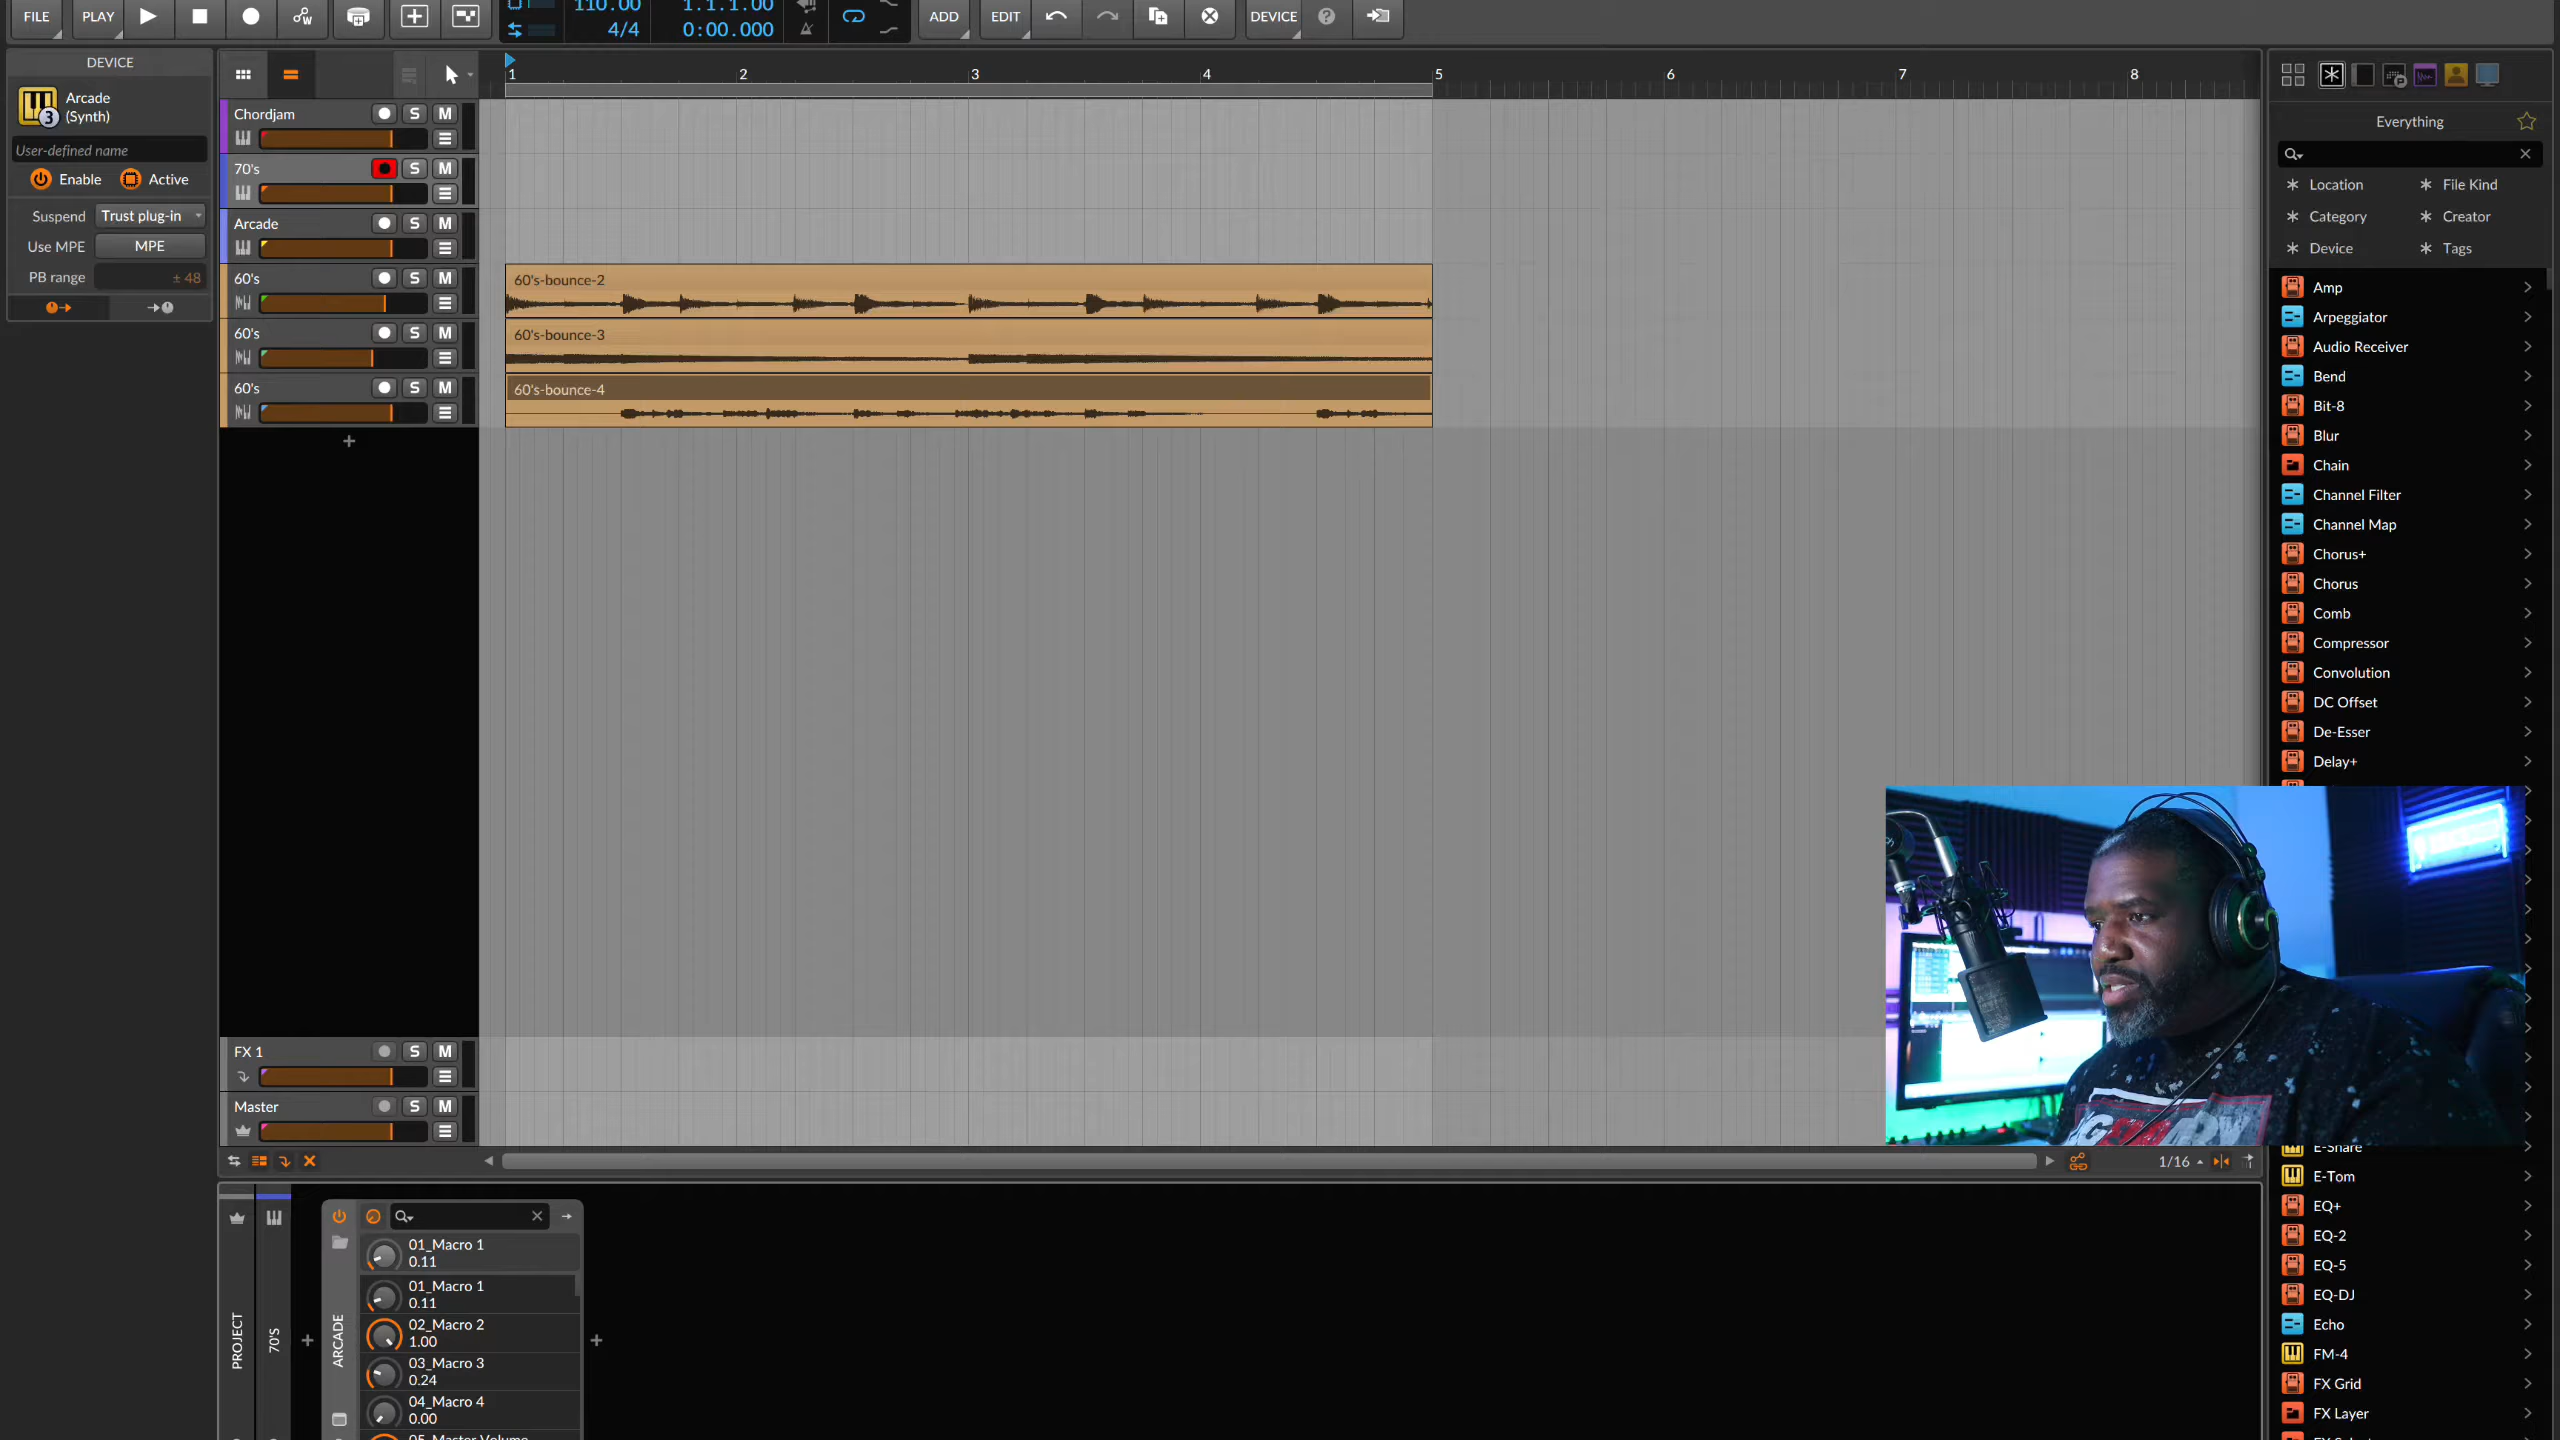 FILE
PLAY
110.00
4/4
1.1.1.00
0:00.000
ADD
EDIT
DEVICE
DEVICE
Arcade
(Synth)
User-defined name
Enable
Active
Suspend
Trust plug-in
Use MPE
MPE
PB range
± 48
1
2
3
4
5
6
7
8
Chordjam
S
M
70's
S
M
Arcade
S
M
60's
S
M
60's
S
M
60's
S
M
60's-bounce-2
60's-bounce-3
60's-bounce-4
+
FX 1
S
M
Master
S
M
1/16
PROJECT
70'S
+
ARCADE
01_Macro 1
0.11
01_Macro 1
0.11
02_Macro 2
1.00
03_Macro 3
0.24
04_Macro 4
0.00
05_Master Volume
+
Everything
Location
File Kind
Category
Creator
Device
Tags
Amp
Arpeggiator
Audio Receiver
Bend
Bit-8
Blur
Chain
Channel Filter
Channel Map
Chorus+
Chorus
Comb
Compressor
Convolution
DC Offset
De-Esser
Delay+
E-Snare
E-Tom
EQ+
EQ-2
EQ-5
EQ-DJ
Echo
FM-4
FX Grid
FX Layer